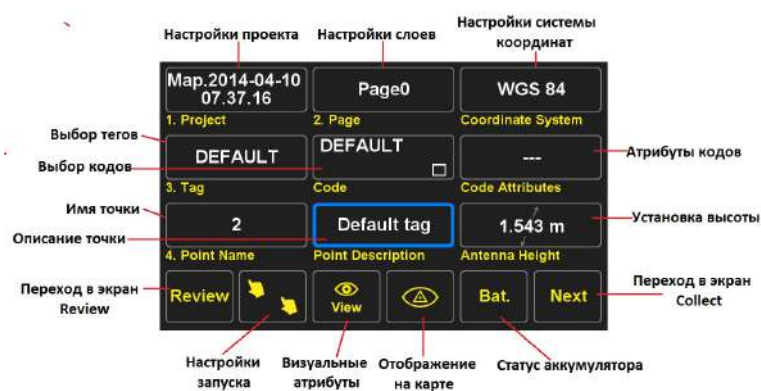 Настройки проекта
Настройки слоев
Настройки системы
координат
Map.2014-04-10
07.37.16
Page0
WGS 84
1. Project
2. Page
Coordinate System
Выбор тегов
Выбор кодов
DEFAULT
DEFAULT
---
Атрибуты кодов
3. Tag
Code
Code Attributes
Имя точки
Описание точки
2
Default tag
1.543 m
Установка высоты
4. Point Name
Point Description
Antenna Height
Переход в экран
Review
Review
View
Bat.
Next
Переход в экран
Collect
Настройки
запуска
Визуальные
атрибуты
Отображение
на карте
Статус аккумулятора